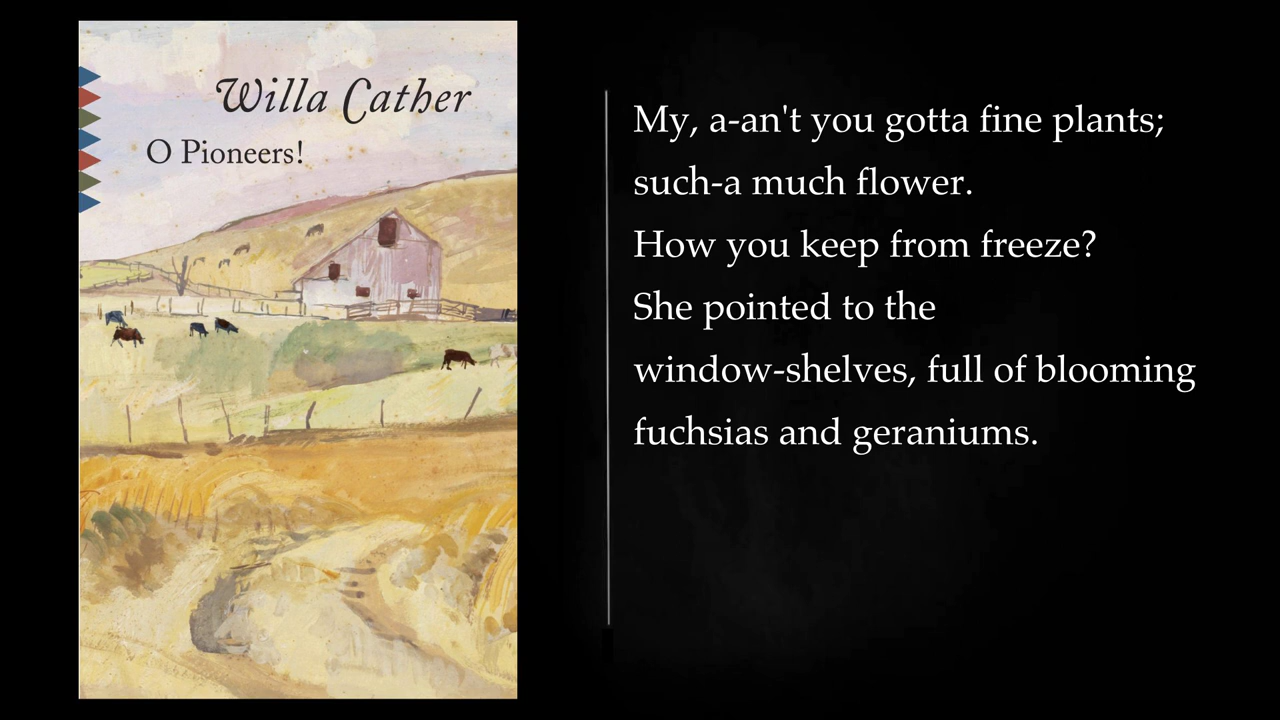 Willa Cather
O Pioneers!
My, a-an't you gotta fine plants;
such-a much flower.
How you keep from freeze?
She pointed to the
window-shelves, full of blooming
fuchsias and geraniums.